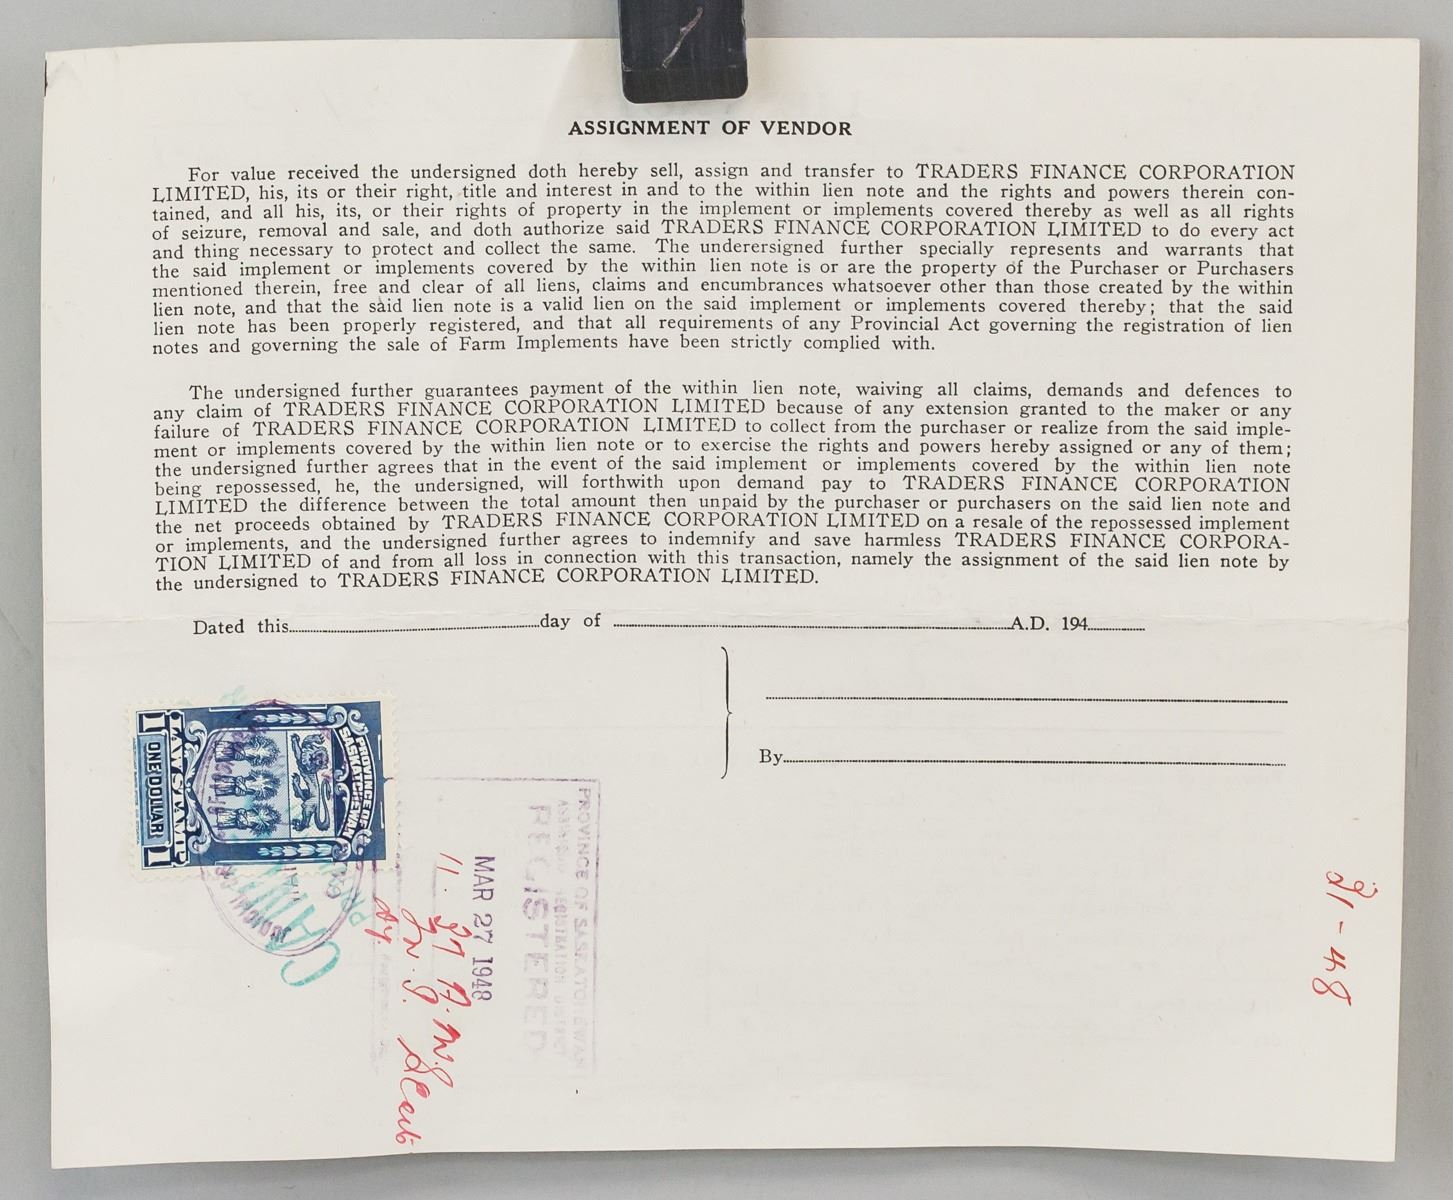 ASSIGNMENT OF VENDOR
For value received the undersigned doth hereby sell, assign and transfer to TRADERS FINANCE CORPORATION
LIMITED, his, its or their right, title and interest in and to the within lien note and the rights and powers therein con-
tained, and all his, its, or their rights of property in the implement or implements covered thereby as well as all rights
of seizure, removal and sale, and doth authorize said TRADERS FINANCE CORPORATION LIMITED to do every act
and thing necessary to protect and collect the same. The underersigned further specially represents and warrants that
the said implement or implements covered by the within lien note is or are the property of the Purchaser or Purchasers
mentioned therein, free and clear of all liens, claims and encumbrances whatsoever other than those created by the within
lien note, and that the said lien note is a valid lien on the said implement or implements covered thereby; that the said
lien note has been properly registered, and that all requirements of any Provincial Act governing the registration of lien
notes and governing the sale of Farm Implements have been strictly complied with.
The undersigned further guarantees payment of the within lien note, waiving all claims, demands and defences to
any claim of TRADERS FINANCE CORPORATION LIMITED because of any extension granted to the maker or any
failure of TRADERS FINANCE CORPORATION LIMITED to collect from the purchaser or realize from the said imple-
ment or implements covered by the within lien note or to exercise the rights and powers hereby assigned or any of them;
the undersigned further agrees that in the event of the said implement or implements covered by the within lien note
being repossessed, he, the undersigned, will forthwith upon demand pay to TRADERS FINANCE CORPORATION
LIMITED the difference between the total amount then unpaid by the purchaser or purchasers on the said lien note and
the net proceeds obtained by TRADERS FINANCE CORPORATION LIMITED on a resale of the repossessed implement
or implements, and the undersigned further agrees to indemnify and save harmless TRADERS FINANCE CORPORA-
TION LIMITED of and from all loss in connection with this transaction, namely the assignment of the said lien note by
the undersigned to TRADERS FINANCE CORPORATION LIMITED.
Dated this day of A.D. 194
By
PROVINCE OF
SASKATCHEWAN
LAW STAMP
1 ONE DOLLAR 1
PROVINCE OF SASKATCHEWAN
REGISTRATION DISTRICT
REGISTERED
MAR 27 1948
11. 27 A.M.
Dy.
21-48